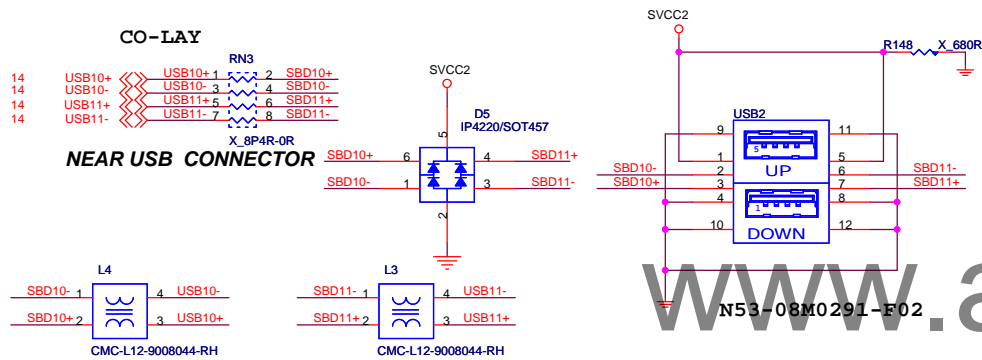 CO-LAY
RN3
14 USB10+ USB10+ 1 2 SBD10+
14 USB10- USB10- 3 4 SBD10-
14 USB11+ USB11+ 5 6 SBD11+
14 USB11- USB11- 7 8 SBD11-
X_8P4R-0R
NEAR USB CONNECTOR
SVCC2
D5
IP4220/SOT457
5
SBD10+ 6 4 SBD11+
SBD10- 1 3 SBD11-
2
SVCC2
R148 X_680R
USB2
9 11
5
1 5
UP
SBD10- 2 6 SBD11-
SBD10+ 3 7 SBD11+
4 8
1
10 12
DOWN
N53-08M0291-F02
L4
SBD10- 1 4 USB10-
SBD10+ 2 3 USB10+
CMC-L12-9008044-RH
L3
SBD11- 1 4 USB11-
SBD11+ 2 3 USB11+
CMC-L12-9008044-RH
www.a